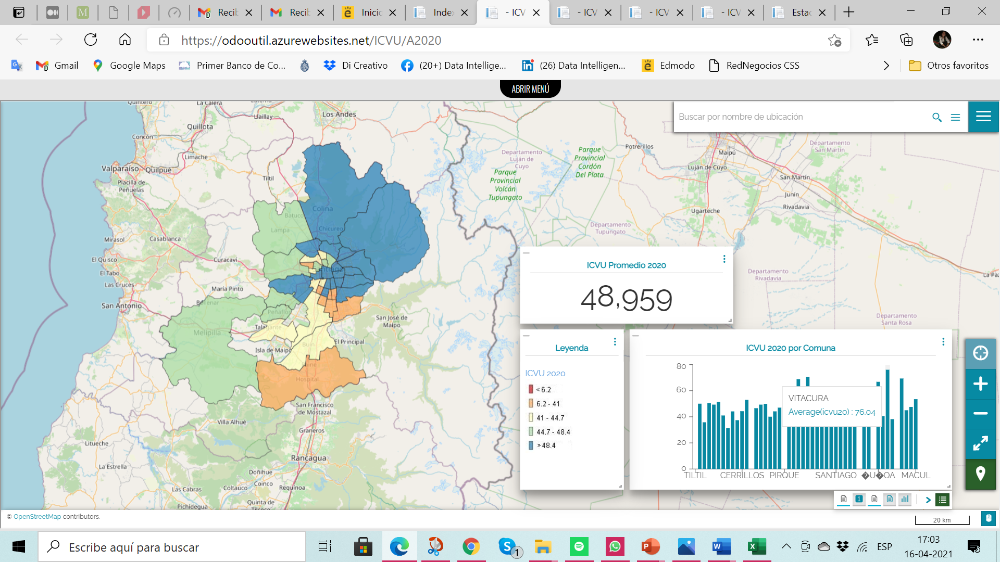 Recib
Recib
Inicio
Index
- ICV
- ICV
- ICV
- ICV
Estad
https://odooutil.azurewebsites.net/ICVU/A2020
Gmail
Google Maps
Primer Banco de Co...
Di Creativo
(20+) Data Intellige...
(26) Data Intelligen...
Edmodo
RedNegocios CSS
Otros favoritos
ABRIR MENÚ
Buscar por nombre de ubicación
Quintero
La Calera
Llaillay
Los Andes
Quillota
Concón
Limache
Valparaíso
Quilpué
Placilla de
Peñuelas
Tiltil
Colina
Batuco
Lampa
Chicureo
Mirasol
Casablanca
El Quisco
Curacaví
El Tabo
Las Cruces
María Pinto
San Antonio
Bollenar
Peñaflor
Melipilla
Talagante
San José de
Maipo
Isla de Maipo
Buin
El Principal
Paine
Hospital
San Francisco
de Mostazal
Villa Alhué
Graneros
Litueche
Rancagua
La Estrella
Doñihue
Coinco
Las Cabras
Coltauco
Requinoa
Pichidegua
Quinta de
Tilcoco
Departamento
Luján de
Cuyo
Parque
Provincial
Cordón
Del Plata
Parque
Provincial
Volcán
Tupungato
Potrerillos
Maipú
Departamento
San Martín
Luján de Cuyo
San Martín
Junín
Rivadavia
Ugarteche
Departamento
Tupungato
Departamento
Rivadavia
La Paz
Departamento
Santa Rosa
ICVU Promedio 2020
48,959
Leyenda
ICVU 2020
< 6.2
6.2 - 41
41 - 44.7
44.7 - 48.4
> 48.4
ICVU 2020 por Comuna
80
60
40
20
0
VITACURA
Average(icvu20) : 76.04
TILTIL
CERRILLOS
PIRQUE
SANTIAGO
�U�OA
MACUL
1
© OpenStreetMap contributors.
20 km
Escribe aquí para buscar
1
ESP
17:03
16-04-2021